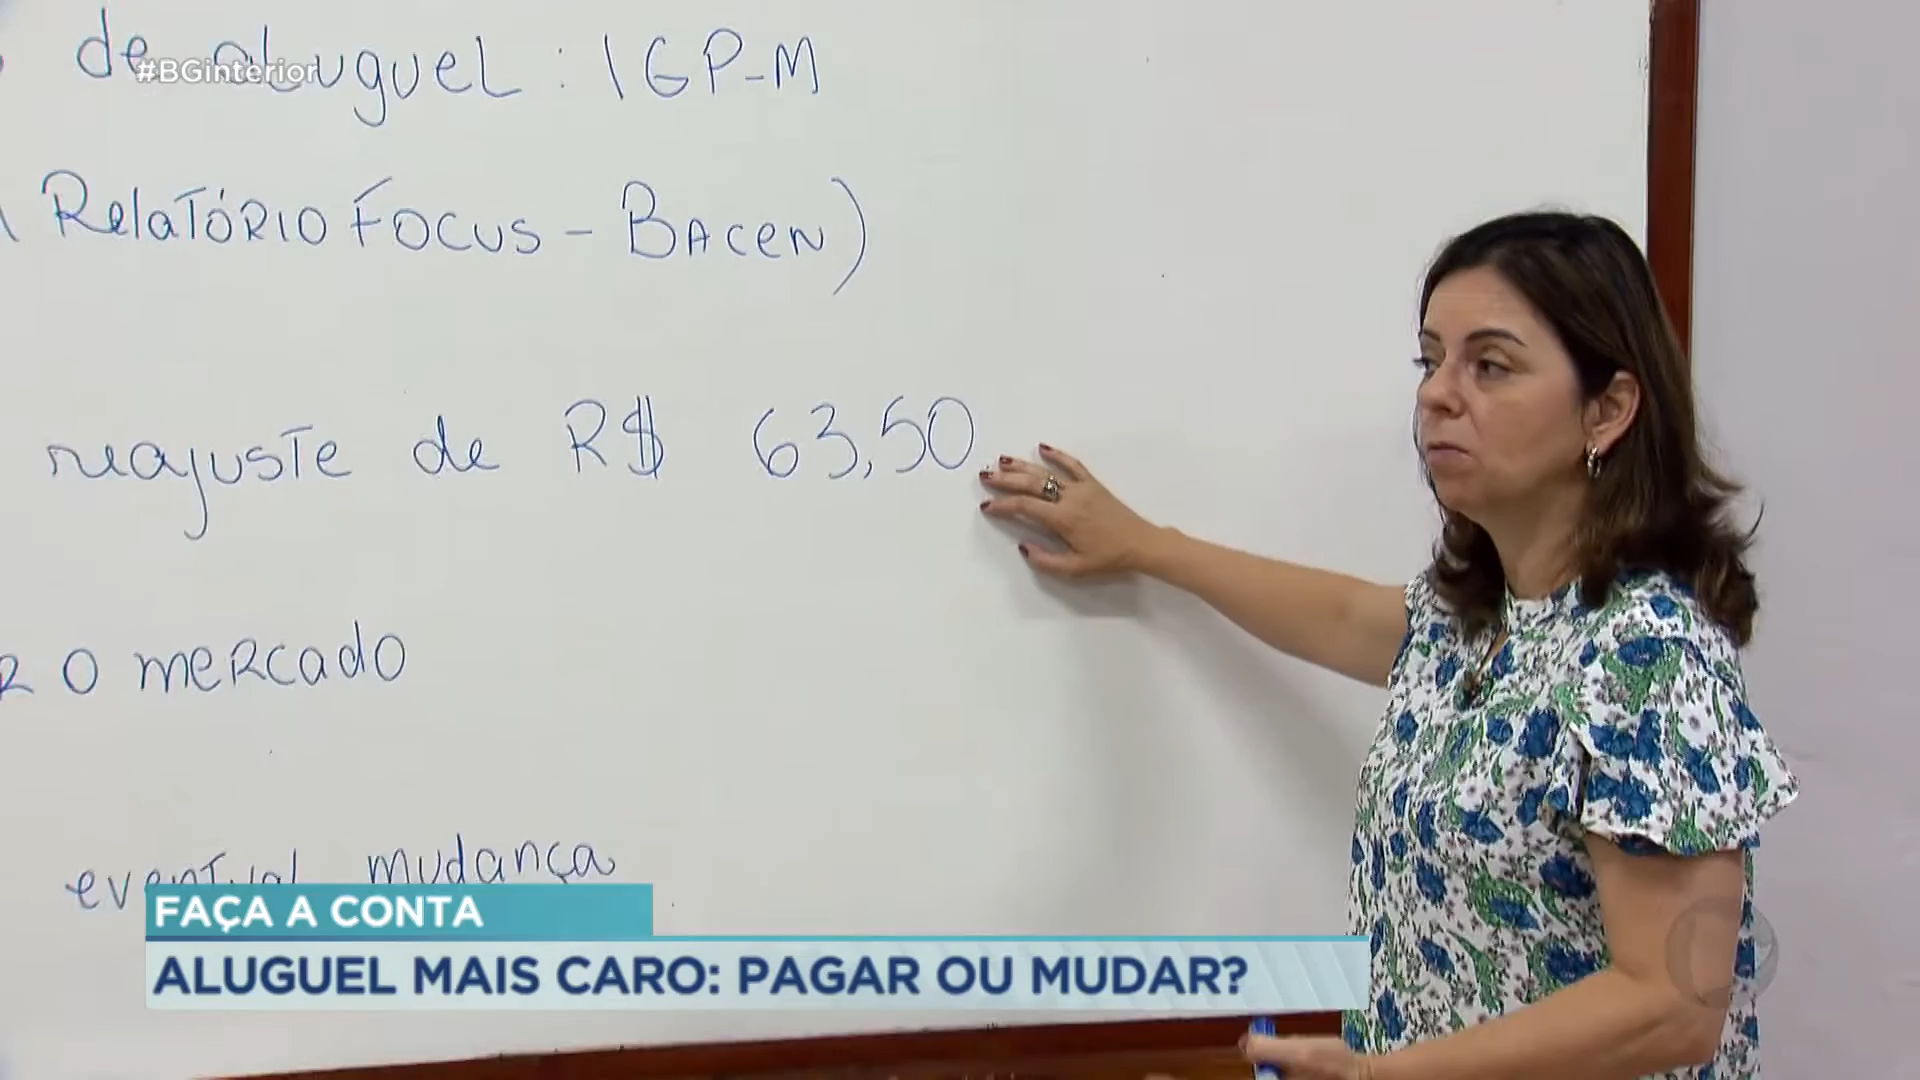 de aluguel : IGP-M
#BGinterior
Relatório Focus - Bacen)
reajuste de R$ 63,50
R o mercado
eventual mudança
FAÇA A CONTA
ALUGUEL MAIS CARO: PAGAR OU MUDAR?